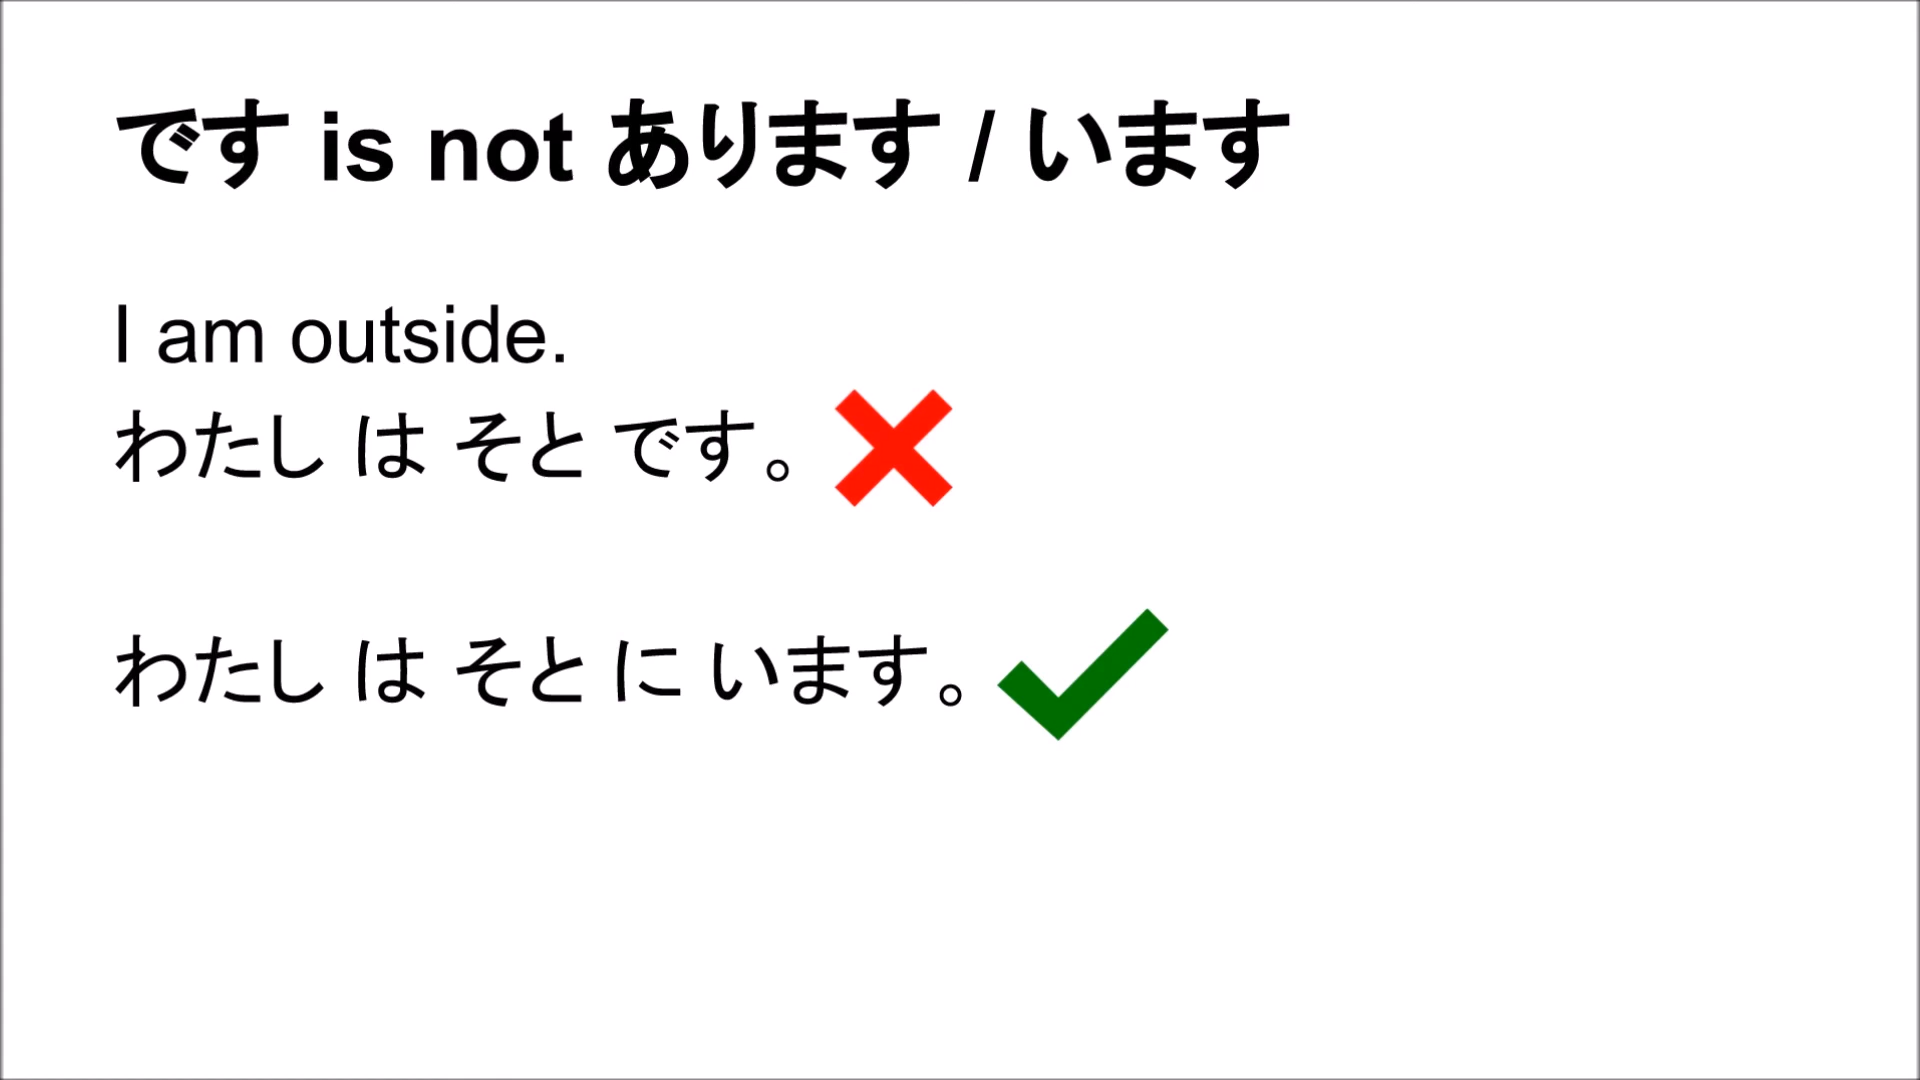 です is not あります / います
I am outside.
わたし は そと です。
わたし は そと に います。